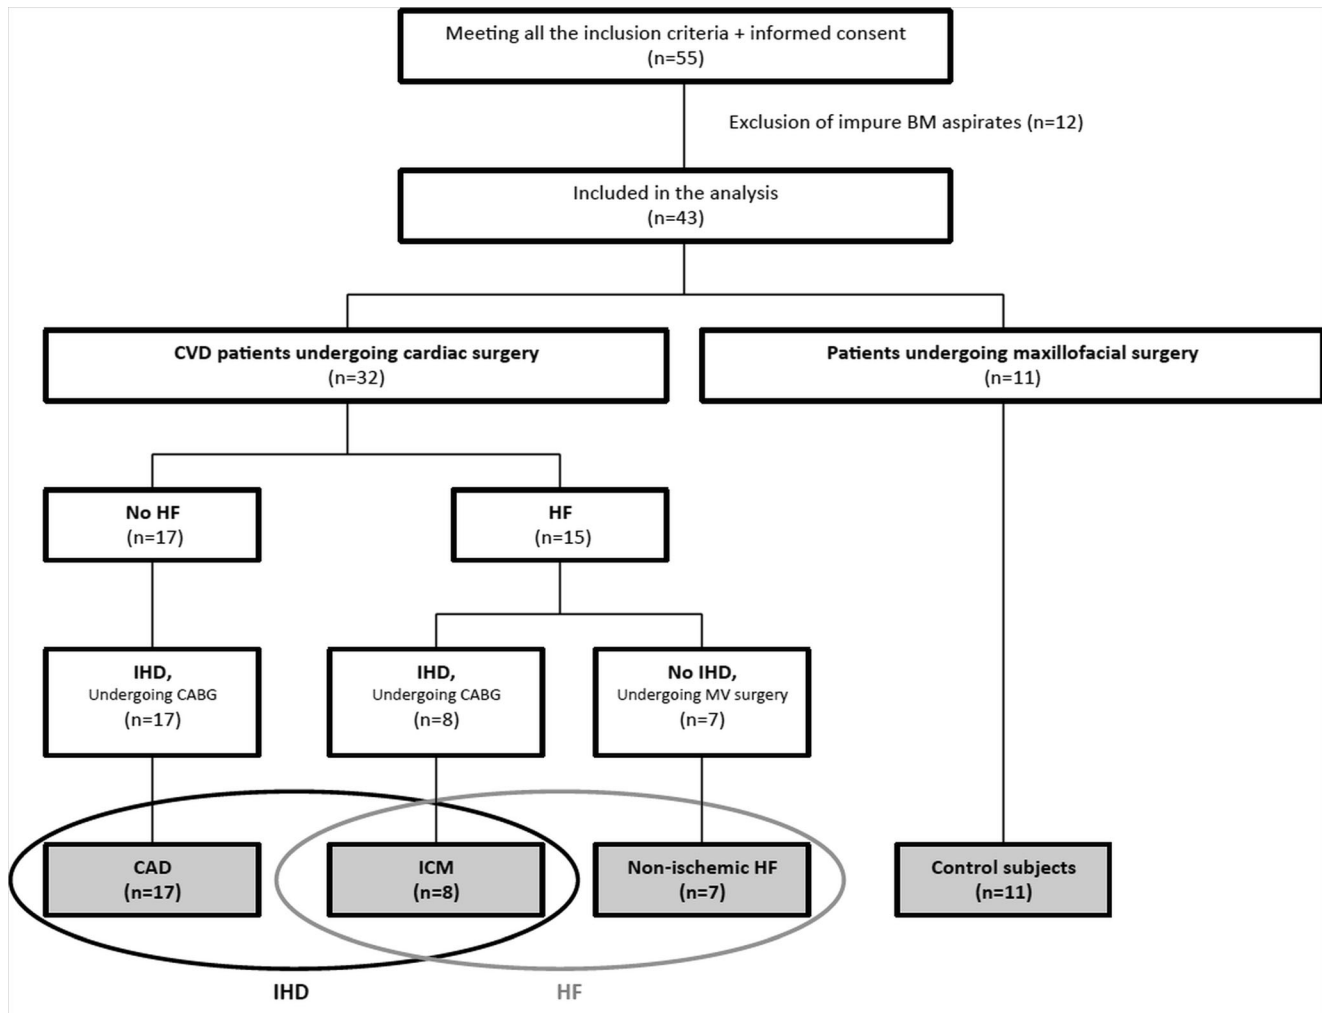 Meeting all the inclusion criteria + informed consent
(n=55)
Exclusion of impure BM aspirates (n=12)
Included in the analysis
(n=43)
CVD patients undergoing cardiac surgery
(n=32)
Patients undergoing maxillofacial surgery
(n=11)
No HF
(n=17)
HF
(n=15)
IHD,
Undergoing CABG
(n=17)
IHD,
Undergoing CABG
(n=8)
No IHD,
Undergoing MV surgery
(n=7)
CAD
(n=17)
ICM
(n=8)
Non-ischemic HF
(n=7)
Control subjects
(n=11)
IHD
HF